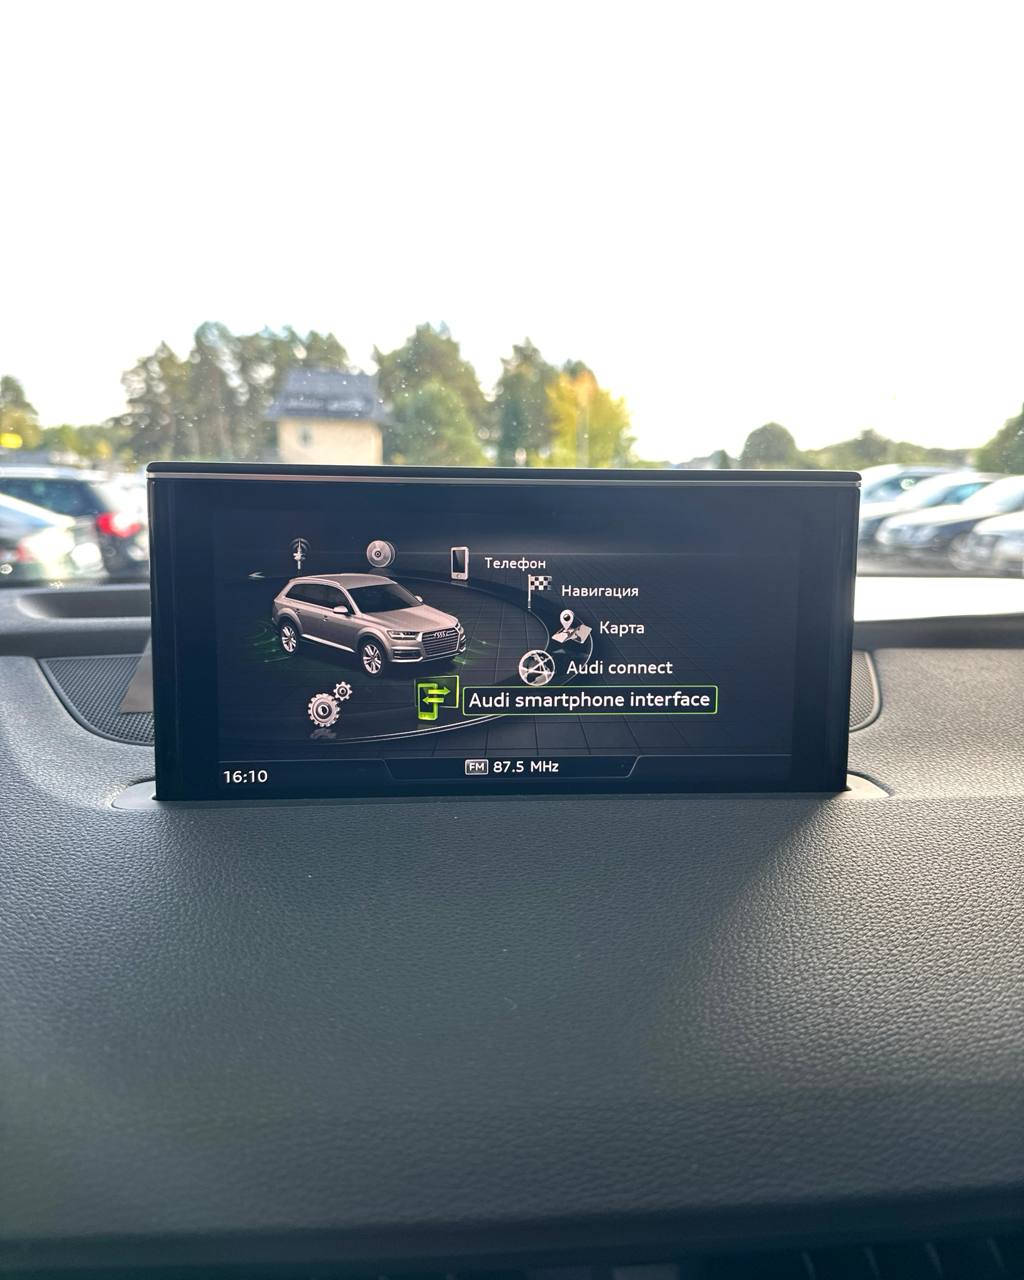 Телефон
Навигация
Карта
Audi connect
Audi smartphone interface
16:10
FM 87.5 MHz